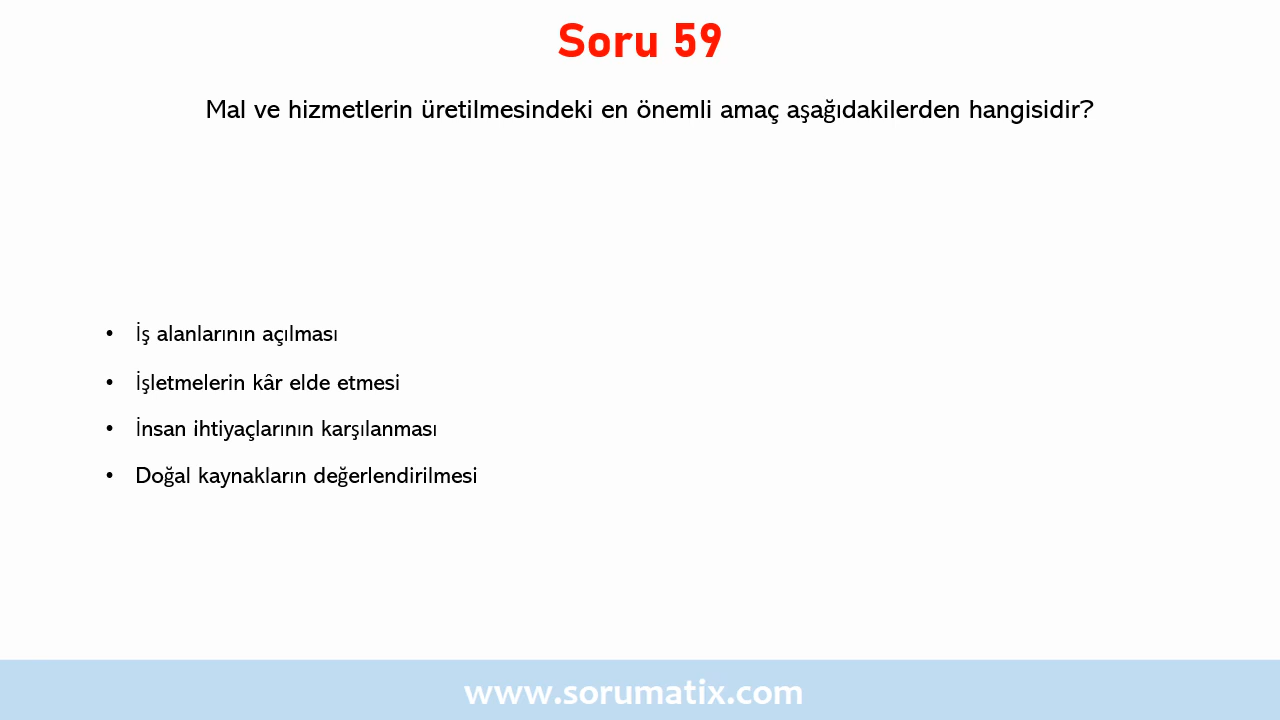 Soru 59
Mal ve hizmetlerin üretilmesindeki en önemli amaç aşağıdakilerden hangisidir?
• İş alanlarının açılması
• İşletmelerin kâr elde etmesi
• İnsan ihtiyaçlarının karşılanması
• Doğal kaynakların değerlendirilmesi
www.sorumatix.com